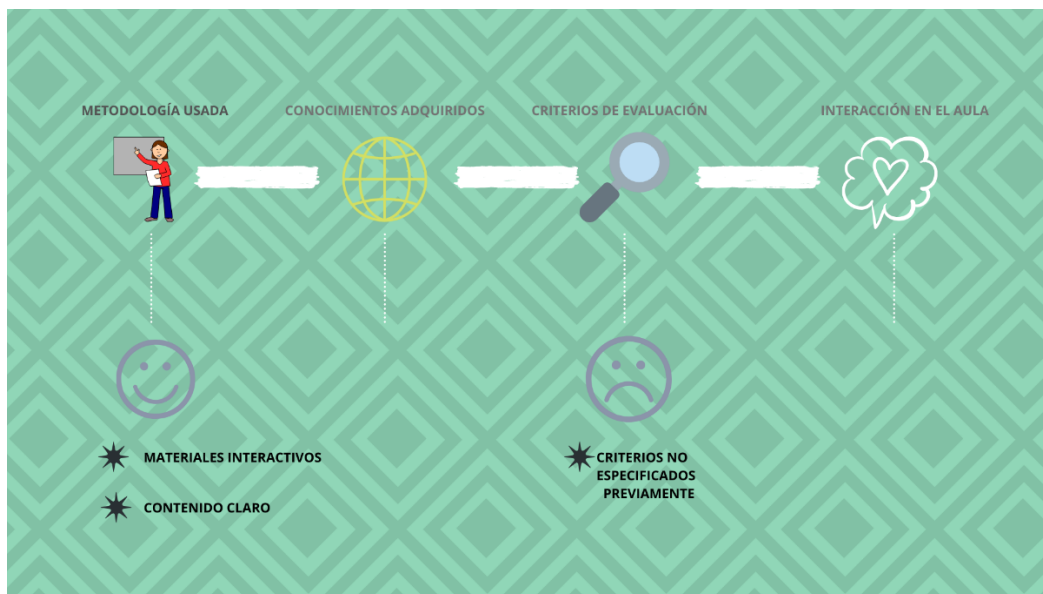 METODOLOGÍA USADA
CONOCIMIENTOS ADQUIRIDOS
CRITERIOS DE EVALUACIÓN
INTERACCIÓN EN EL AULA
MATERIALES INTERACTIVOS
CONTENIDO CLARO
CRITERIOS NO
ESPECIFICADOS
PREVIAMENTE